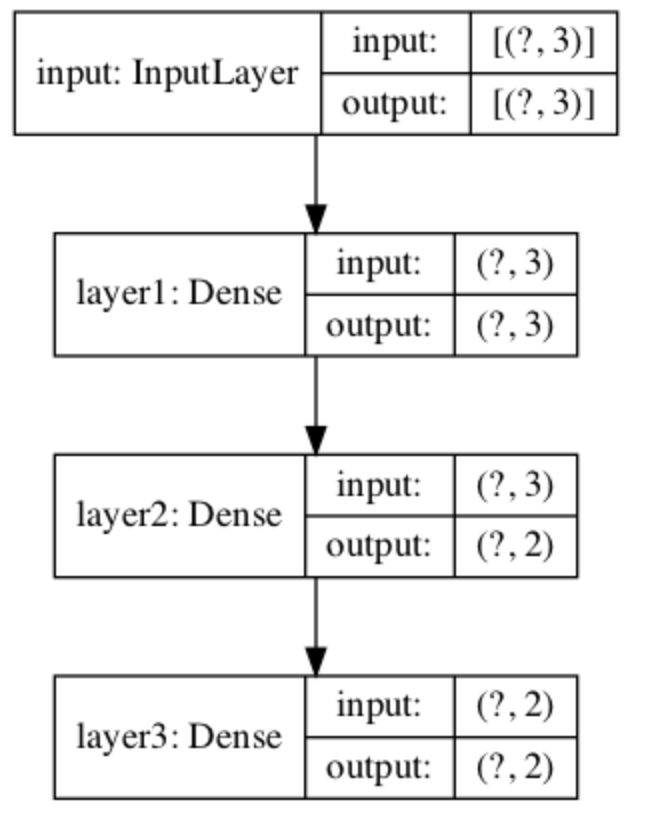 input: InputLayer
input: [(?, 3)]
output: [(?, 3)]
layer1: Dense
input: (?, 3)
output: (?, 3)
layer2: Dense
input: (?, 3)
output: (?, 2)
layer3: Dense
input: (?, 2)
output: (?, 2)